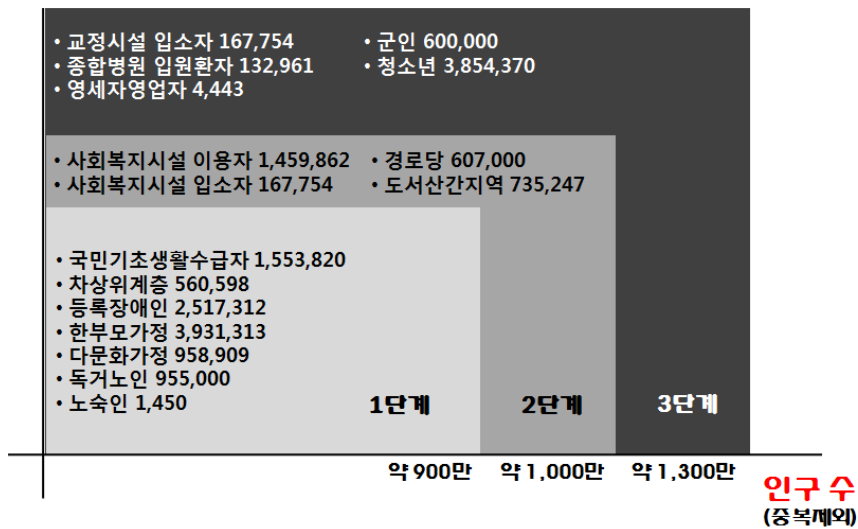 • 교정시설 입소자 167,754
• 군인 600,000
• 종합병원 입원환자 132,961
• 청소년 3,854,370
• 영세자영업자 4,443
• 사회복지시설 이용자 1,459,862
• 경로당 607,000
• 사회복지시설 입소자 167,754
• 도서산간지역 735,247
• 국민기초생활수급자 1,553,820
• 차상위계층 560,598
• 등록장애인 2,517,312
• 한부모가정 3,931,313
• 다문화가정 958,909
• 독거노인 955,000
• 노숙인 1,450
1단계
2단계
3단계
약 900만
약 1,000만
약 1,300만
인구 수
(중복제외)